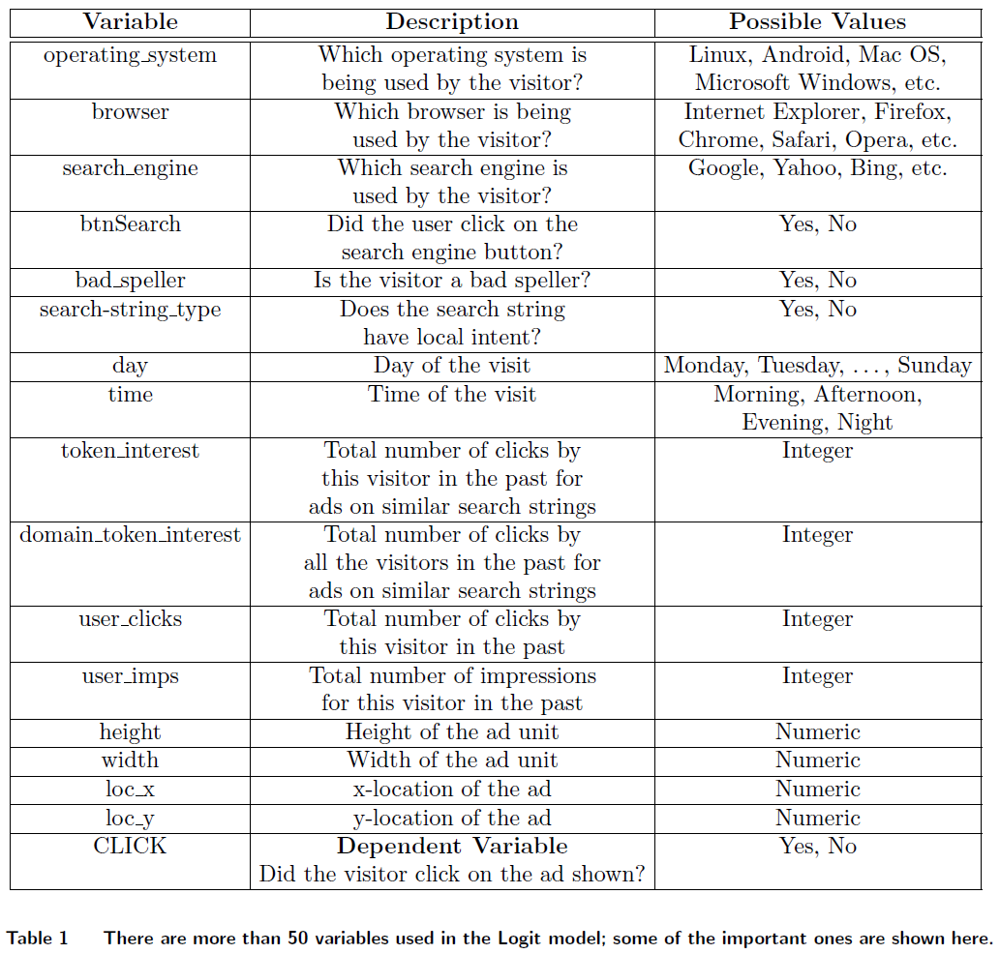 Variable Description Possible Values
operating_system Which operating system is Linux, Android, Mac OS,
being used by the visitor? Microsoft Windows, etc.
browser Which browser is being Internet Explorer, Firefox,
used by the visitor? Chrome, Safari, Opera, etc.
search_engine Which search engine is Google, Yahoo, Bing, etc.
used by the visitor?
btnSearch Did the user click on the Yes, No
search engine button?
bad_speller Is the visitor a bad speller? Yes, No
search-string_type Does the search string Yes, No
have local intent?
day Day of the visit Monday, Tuesday, ..., Sunday
time Time of the visit Morning, Afternoon,
Evening, Night
token_interest Total number of clicks by Integer
this visitor in the past for
ads on similar search strings
domain_token_interest Total number of clicks by Integer
all the visitors in the past for
ads on similar search strings
user_clicks Total number of clicks by Integer
this visitor in the past
user_imps Total number of impressions Integer
for this visitor in the past
height Height of the ad unit Numeric
width Width of the ad unit Numeric
loc_x x-location of the ad Numeric
loc_y y-location of the ad Numeric
CLICK Dependent Variable Yes, No
Did the visitor click on the ad shown?
Table 1 There are more than 50 variables used in the Logit model; some of the important ones are shown here.